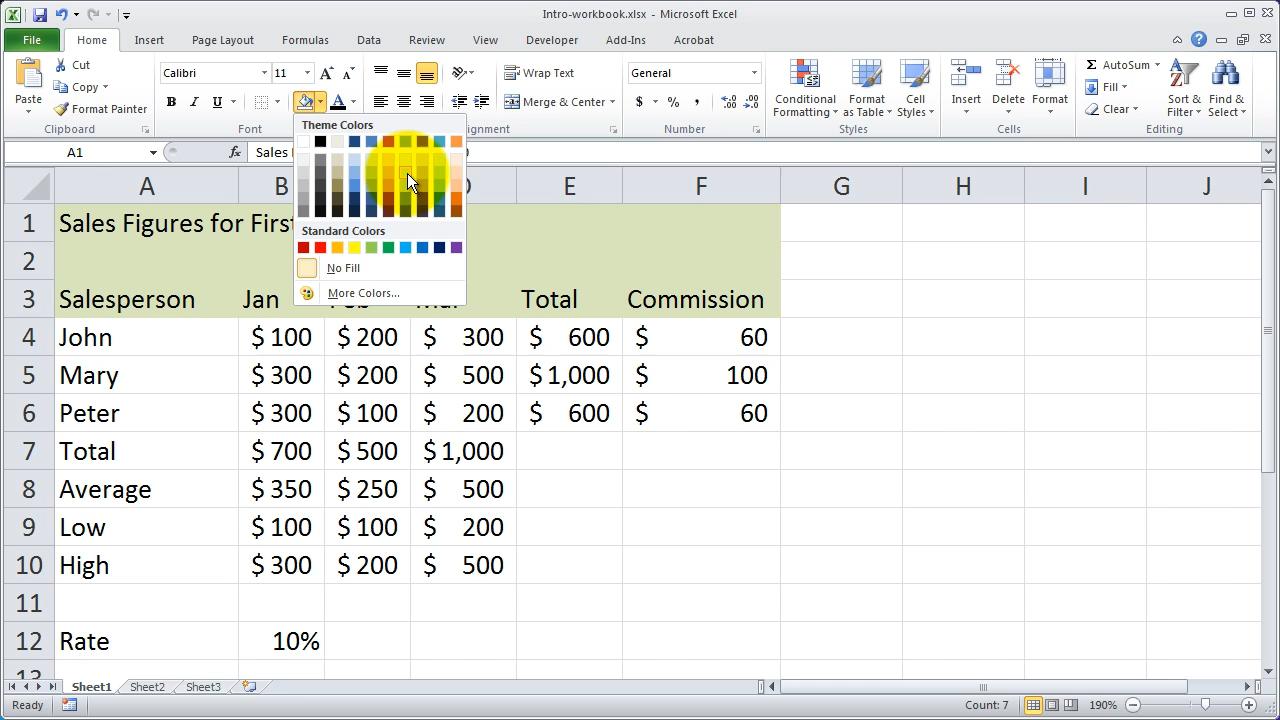 Intro-workbook.xlsx - Microsoft Excel
File Home Insert Page Layout Formulas Data Review View Developer Add-Ins Acrobat
Paste Cut Copy Format Painter
Calibri 11
B I U A
Wrap Text
Merge & Center
General
$ % ,
Conditional Formatting Format as Table Cell Styles
Insert Delete Format
Σ AutoSum Fill Clear
Sort & Filter Find & Select
Clipboard Font Alignment Number Styles Cells Editing
A1 fx Sales
Theme Colors
Standard Colors
No Fill
More Colors...
A B D E F G H I J
1 Sales Figures for First
2
3 Salesperson Jan Feb Mar Total Commission
4 John $ 100 $ 200 $ 300 $ 600 $ 60
5 Mary $ 300 $ 200 $ 500 $ 1,000 $ 100
6 Peter $ 300 $ 100 $ 200 $ 600 $ 60
7 Total $ 700 $ 500 $ 1,000
8 Average $ 350 $ 250 $ 500
9 Low $ 100 $ 100 $ 200
10 High $ 300 $ 200 $ 500
11
12 Rate 10%
13
Sheet1 Sheet2 Sheet3
Ready Count: 7 190%